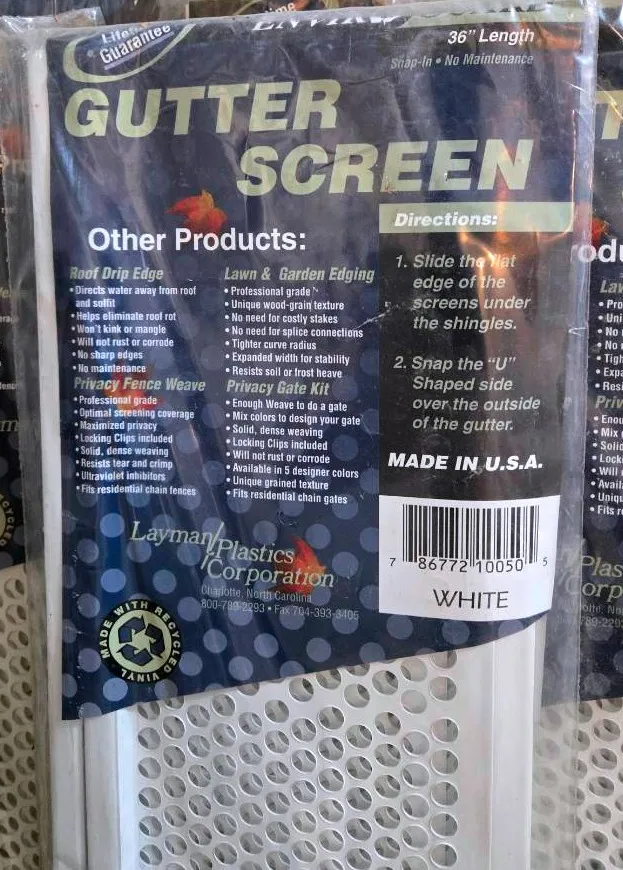 Lifetime
Guarantee
36" Length
Snap-In • No Maintenance
GUTTER
SCREEN
Other Products:
Roof Drip Edge
• Directs water away from roof
and soffit
• Helps eliminate roof rot
• Won't kink or mangle
• Will not rust or corrode
• No sharp edges
• No maintenance
Privacy Fence Weave
• Professional grade
• Optimal screening coverage
• Maximized privacy
• Locking Clips included
• Solid, dense weaving
• Resists tear and crimp
• Ultraviolet inhibitors
• Fits residential chain fences
Lawn & Garden Edging
• Professional grade
• Unique wood-grain texture
• No need for costly stakes
• No need for splice connections
• Tighter curve radius
• Expanded width for stability
• Resists soil or frost heave
Privacy Gate Kit
• Enough Weave to do a gate
• Mix colors to design your gate
• Solid, dense weaving
• Locking Clips included
• Will not rust or corrode
• Available in 5 designer colors
• Unique grained texture
• Fits residential chain gates
Directions:
1. Slide the flat
edge of the
screens under
the shingles.
2. Snap the "U"
Shaped side
over the outside
of the gutter.
MADE IN U.S.A.
7 86772 10050 5
WHITE
Layman Plastics
Corporation
Charlotte, North Carolina
800-789-2293 • Fax 704-393-3405
MADE WITH RECYCLED VINYL